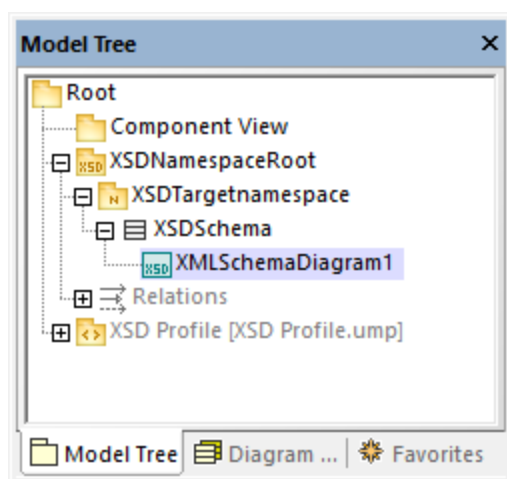 Model Tree
Root
Component View
XSDNamespaceRoot
XSDTargetnamespace
XSDSchema
XMLSchemaDiagram1
Relations
XSD Profile [XSD Profile.ump]
Model Tree Diagram ... Favorites